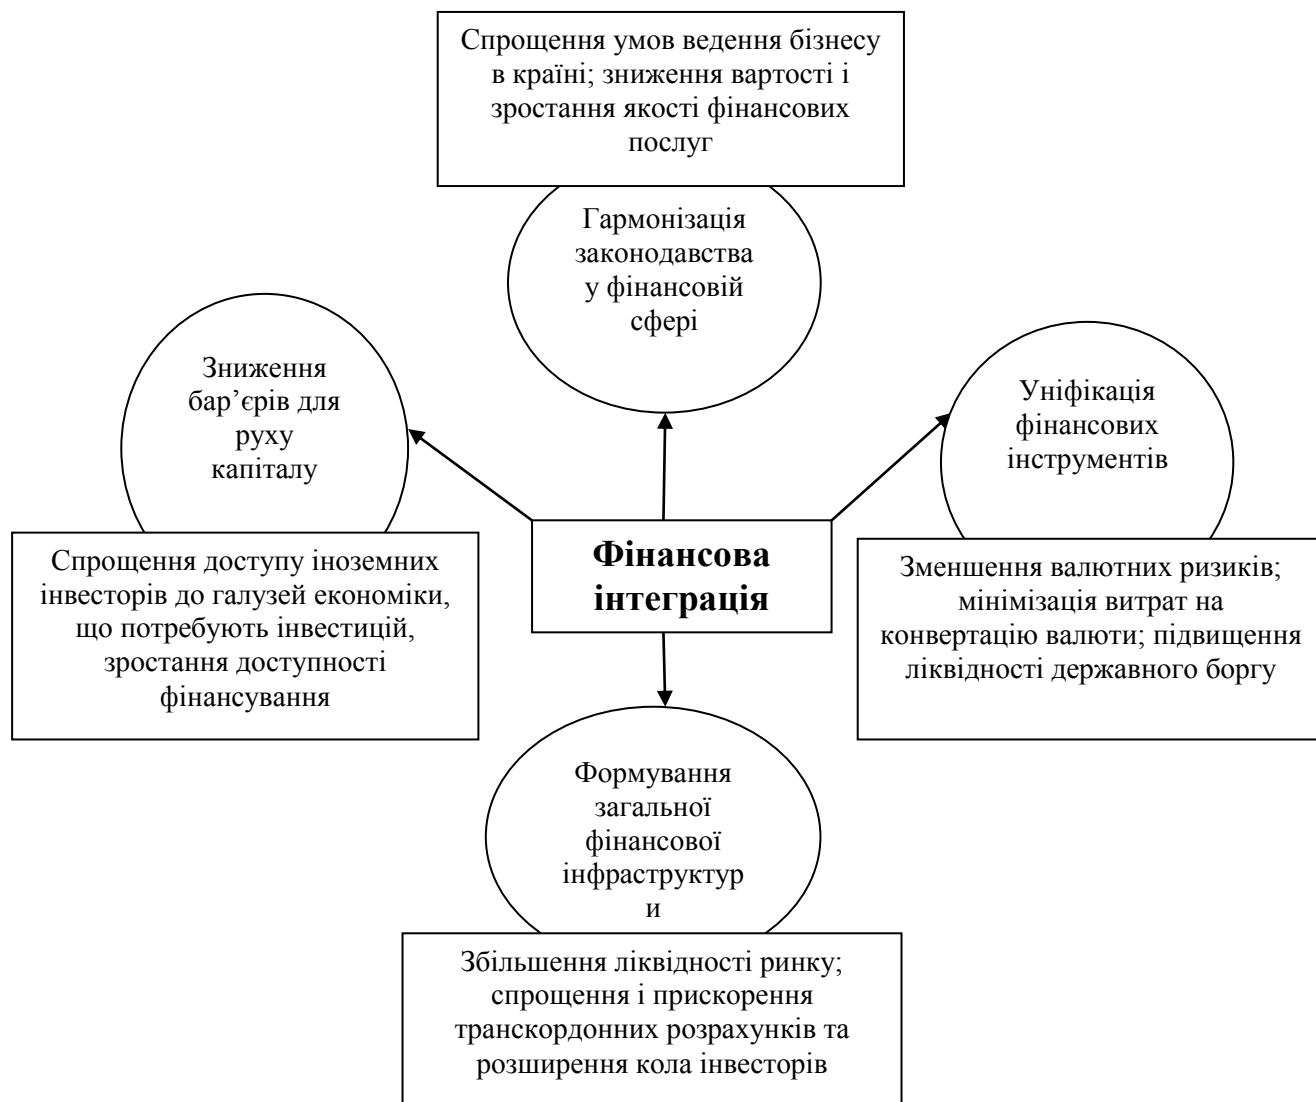 Спрощення умов ведення бізнесу
в країні; зниження вартості і
зростання якості фінансових
послуг
Гармонізація
законодавства
у фінансовій
сфері
Зниження
бар’єрів для
руху
капіталу
Уніфікація
фінансових
інструментів
Спрощення доступу іноземних
інвесторів до галузей економіки,
що потребують інвестицій,
зростання доступності
фінансування
Фінансова
інтеграція
Зменшення валютних ризиків;
мінімізація витрат на
конвертацію валюти; підвищення
ліквідності державного боргу
Формування
загальної
фінансової
інфраструктур
и
Збільшення ліквідності ринку;
спрощення і прискорення
транскордонних розрахунків та
розширення кола інвесторів